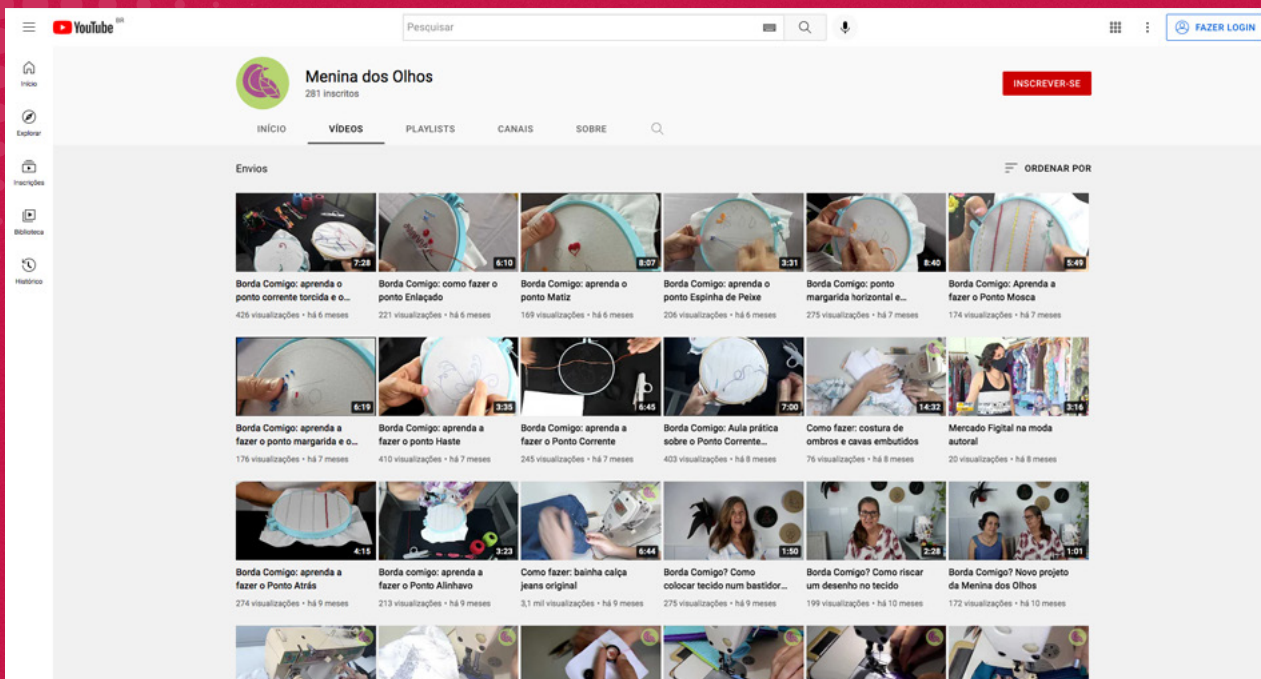 YouTube BR
Pesquisar
FAZER LOGIN
Início
Explorar
Inscrições
Biblioteca
Histórico
Menina dos Olhos
281 inscritos
INSCREVER-SE
INÍCIO VÍDEOS PLAYLISTS CANAIS SOBRE
Envios
ORDENAR POR
7:28 6:10 8:07 3:31 8:40 5:49
Borda Comigo: aprenda o
ponto corrente torcida e o...
426 visualizações • há 6 meses
Borda Comigo: como fazer o
ponto Enlaçado
221 visualizações • há 6 meses
Borda Comigo: aprenda o
ponto Matiz
169 visualizações • há 6 meses
Borda Comigo: aprenda o
ponto Espinha de Peixe
206 visualizações • há 6 meses
Borda Comigo: ponto
margarida horizontal e...
275 visualizações • há 7 meses
Borda Comigo: Aprenda a
fazer o Ponto Mosca
174 visualizações • há 7 meses
6:19 3:35 6:45 7:00 14:32 3:16
Borda Comigo: aprenda a
fazer o ponto margarida e o...
176 visualizações • há 7 meses
Borda Comigo: aprenda a
fazer o ponto Haste
410 visualizações • há 7 meses
Borda Comigo: aprenda a
fazer o Ponto Corrente
245 visualizações • há 7 meses
Borda Comigo: Aula prática
sobre o Ponto Corrente...
403 visualizações • há 8 meses
Como fazer: costura de
ombros e cavas embutidos
76 visualizações • há 8 meses
Mercado Figital na moda
autoral
20 visualizações • há 8 meses
4:15 3:23 6:44 1:50 2:28 1:01
Borda Comigo: aprenda a
fazer o Ponto Atrás
274 visualizações • há 9 meses
Borda comigo: aprenda a
fazer o Ponto Alinhavo
213 visualizações • há 9 meses
Como fazer: bainha calça
jeans original
3,1 mil visualizações • há 9 meses
Borda Comigo? Como
colocar tecido num bastidor...
275 visualizações • há 9 meses
Borda Comigo? Como riscar
um desenho no tecido
199 visualizações • há 10 meses
Borda Comigo? Novo projeto
da Menina dos Olhos
172 visualizações • há 10 meses